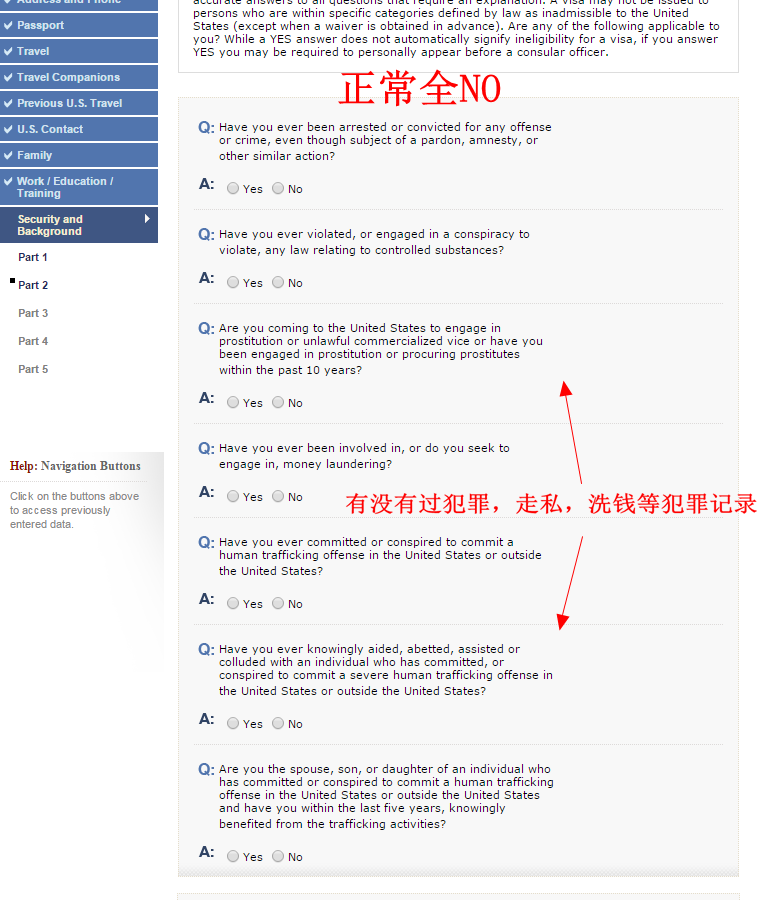 Address and Phone
Passport
Travel
Travel Companions
Previous U.S. Travel
U.S. Contact
Family
Work / Education /
Training
Security and
Background
Part 1
Part 2
Part 3
Part 4
Part 5
Help: Navigation Buttons
Click on the buttons above
to access previously
entered data.
accurate answers to all questions that require an explanation. A visa may not be issued to
persons who are within specific categories defined by law as inadmissible to the United
States (except when a waiver is obtained in advance). Are any of the following applicable to
you? While a YES answer does not automatically signify ineligibility for a visa, if you answer
YES you may be required to personally appear before a consular officer.
正常全NO
Q: Have you ever been arrested or convicted for any offense
or crime, even though subject of a pardon, amnesty, or
other similar action?
A: Yes No
Q: Have you ever violated, or engaged in a conspiracy to
violate, any law relating to controlled substances?
A: Yes No
Q: Are you coming to the United States to engage in
prostitution or unlawful commercialized vice or have you
been engaged in prostitution or procuring prostitutes
within the past 10 years?
A: Yes No
Q: Have you ever been involved in, or do you seek to
engage in, money laundering?
A: Yes No
有没有过犯罪，走私，洗钱等犯罪记录
Q: Have you ever committed or conspired to commit a
human trafficking offense in the United States or outside
the United States?
A: Yes No
Q: Have you ever knowingly aided, abetted, assisted or
colluded with an individual who has committed, or
conspired to commit a severe human trafficking offense in
the United States or outside the United States?
A: Yes No
Q: Are you the spouse, son, or daughter of an individual who
has committed or conspired to commit a human trafficking
offense in the United States or outside the United States
and have you within the last five years, knowingly
benefited from the trafficking activities?
A: Yes No